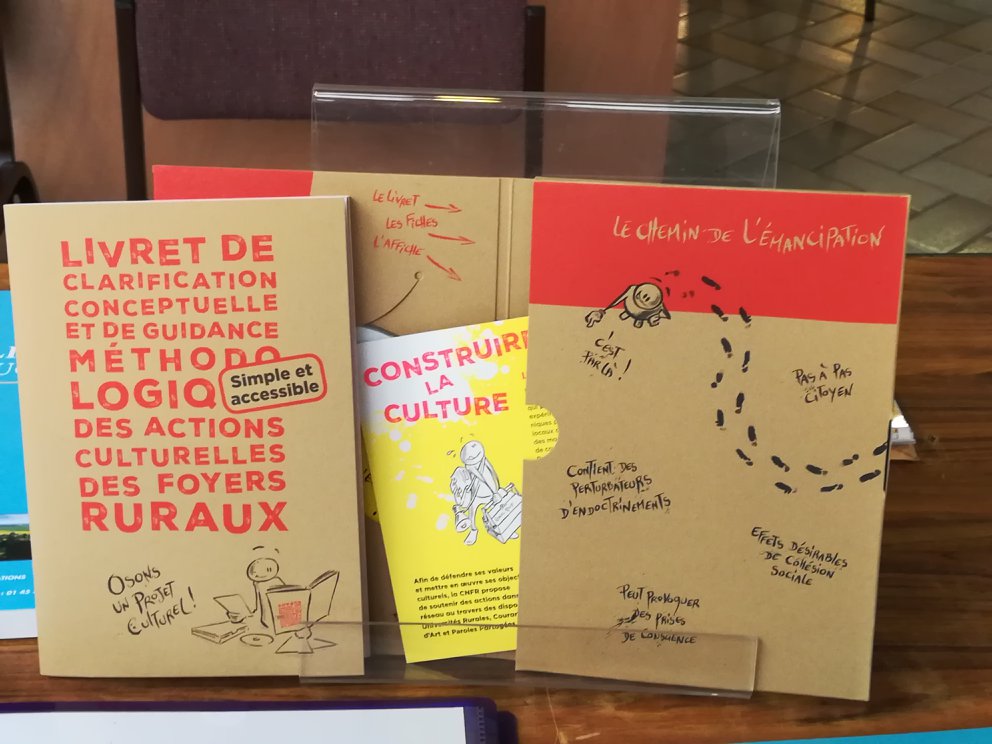 LIVRET DE
CLARIFICATION
CONCEPTUELLE
ET DE GUIDANCE
MÉTHODO
LOGIQ
Simple et
accessible
DES ACTIONS
CULTURELLES
DES FOYERS
RURAUX
OSONS
UN PROJET
CULTUREL!
LE LIVRET
LES FICHES
L'AFFICHE
CONSTRUIRE
LA
CULTURE
Afin de défendre ses valeurs
et mettre en œuvre ses object
culturels, la CNFR propose
de soutenir des actions dans
réseau au travers des dispos
Universités Rurales, Couran
d'Art et Paroles Partagées
LE CHEMIN DE L'ÉMANCIPATION
C'EST
PAR LÀ!
PAS À PAS
CITOYEN
CONTIENT DES
PERTURBATEURS
D'ENDOCTRINEMENTS
EFFETS DÉSIRABLES
DE COHÉSION
SOCIALE
PEUT PROVOQUER
DES PRISES
DE CONSCIENCE